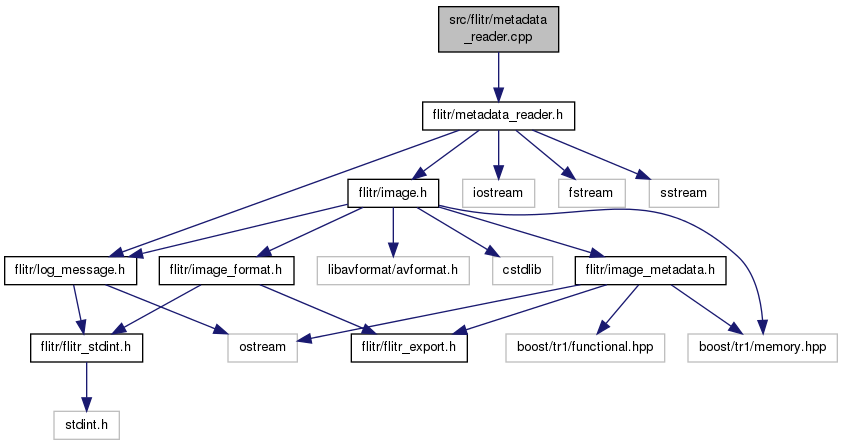 src/flitr/metadata
_reader.cpp
flitr/metadata_reader.h
flitr/image.h
iostream
fstream
sstream
flitr/log_message.h
flitr/image_format.h
libavformat/avformat.h
cstdlib
flitr/image_metadata.h
flitr/flitr_stdint.h
ostream
flitr/flitr_export.h
boost/tr1/functional.hpp
boost/tr1/memory.hpp
stdint.h